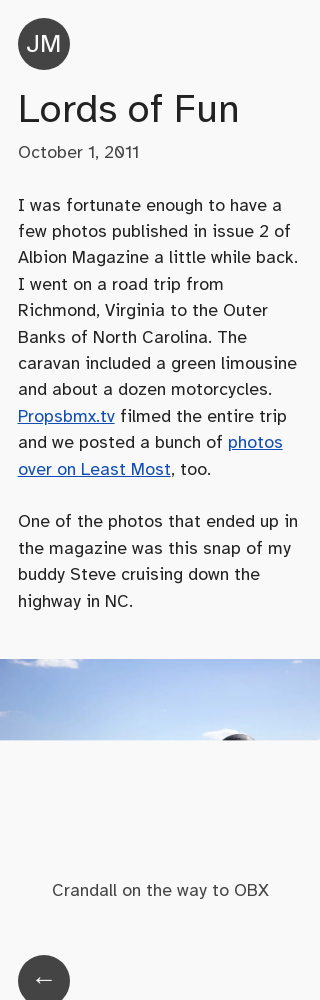 JM
Lords of Fun
October 1, 2011
I was fortunate enough to have a
few photos published in issue 2 of
Albion Magazine a little while back.
I went on a road trip from
Richmond, Virginia to the Outer
Banks of North Carolina. The
caravan included a green limousine
and about a dozen motorcycles.
Propsbmx.tv filmed the entire trip
and we posted a bunch of photos
over on Least Most, too.
One of the photos that ended up in
the magazine was this snap of my
buddy Steve cruising down the
highway in NC.
Crandall on the way to OBX
←